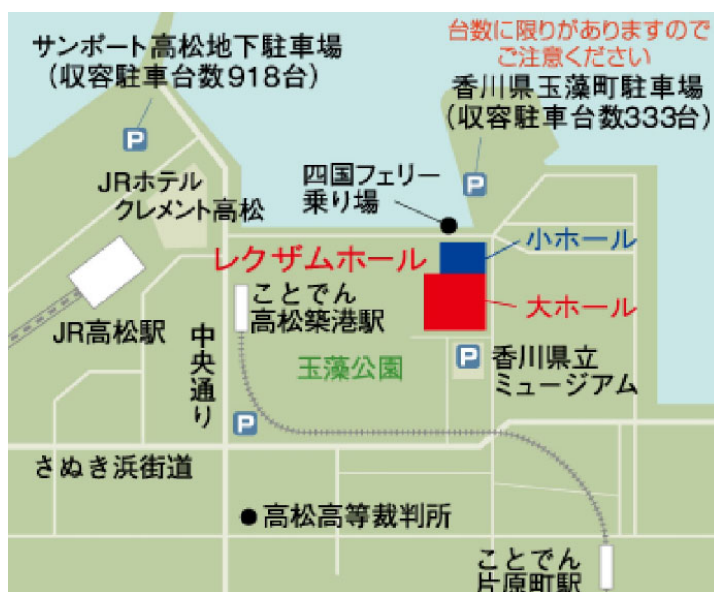 サンポート高松地下駐車場
（収容駐車台数918台）
台数に限りがありますので
ご注意ください
香川県玉藻町駐車場
（収容駐車台数333台）
P
P
JRホテル
クレメント高松
四国フェリー
乗り場
小ホール
レクザムホール
大ホール
ことでん
高松築港駅
JR高松駅
中央通り
玉藻公園
P
香川県立
ミュージアム
P
さぬき浜街道
高松高等裁判所
ことでん
片原町駅